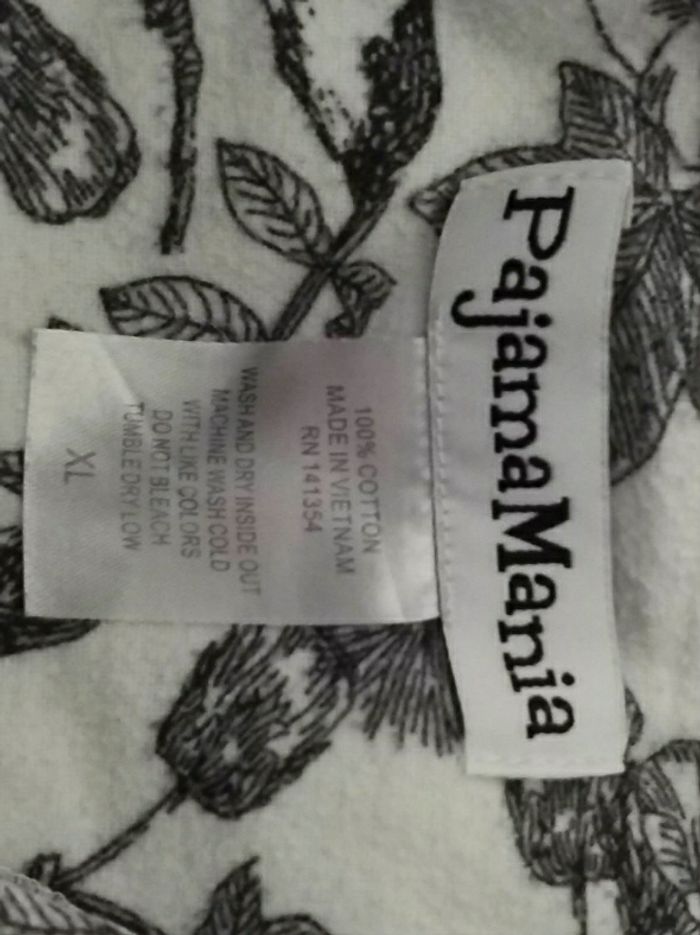 PajamaMania
100% COTTON
MADE IN VIETNAM
RN 141354
WASH AND DRY INSIDE OUT
MACHINE WASH COLD
WITH LIKE COLORS
DO NOT BLEACH
TUMBLE DRY LOW
XL